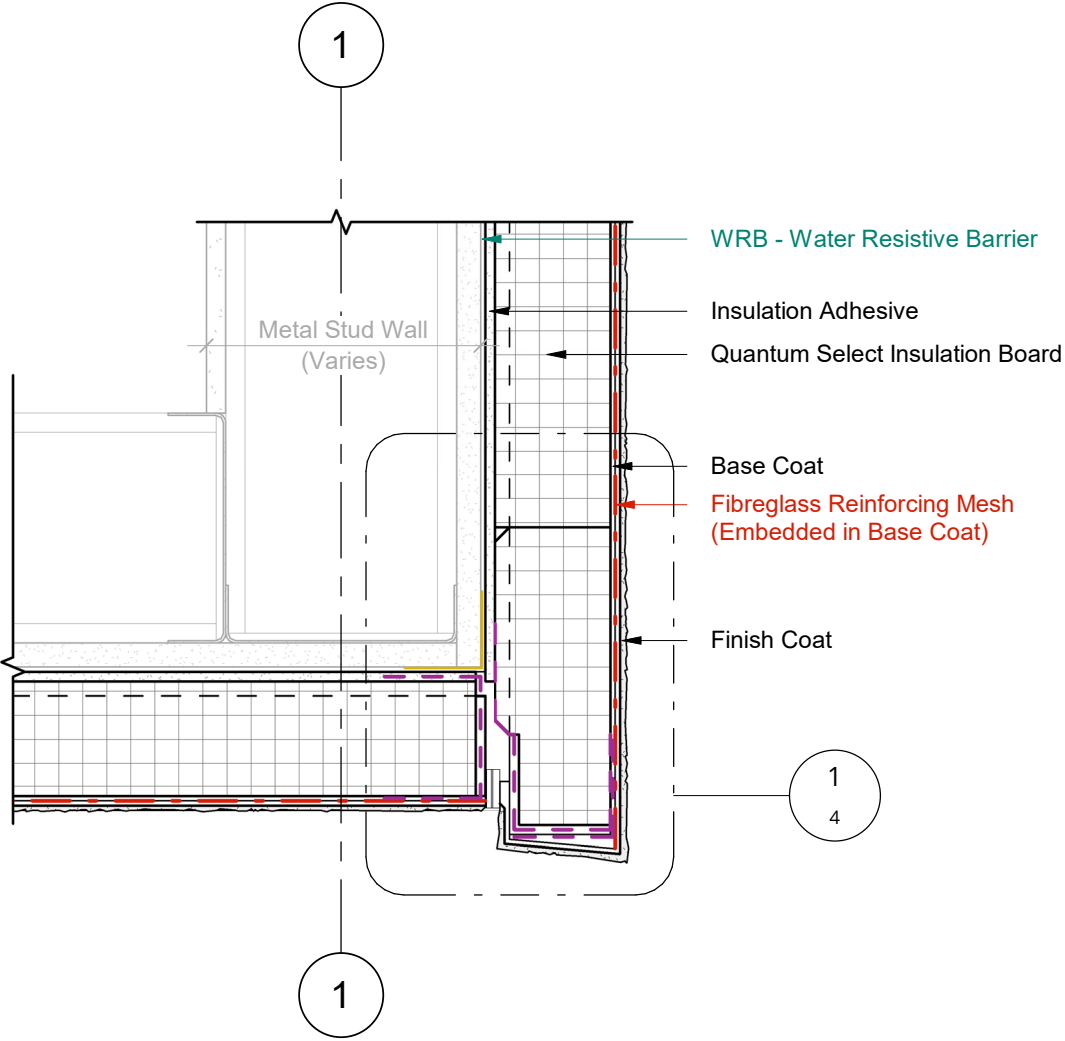 1
WRB - Water Resistive Barrier
Insulation Adhesive
Metal Stud Wall
(Varies)
Quantum Select Insulation Board
Base Coat
Fibreglass Reinforcing Mesh
(Embedded in Base Coat)
Finish Coat
1
4
1